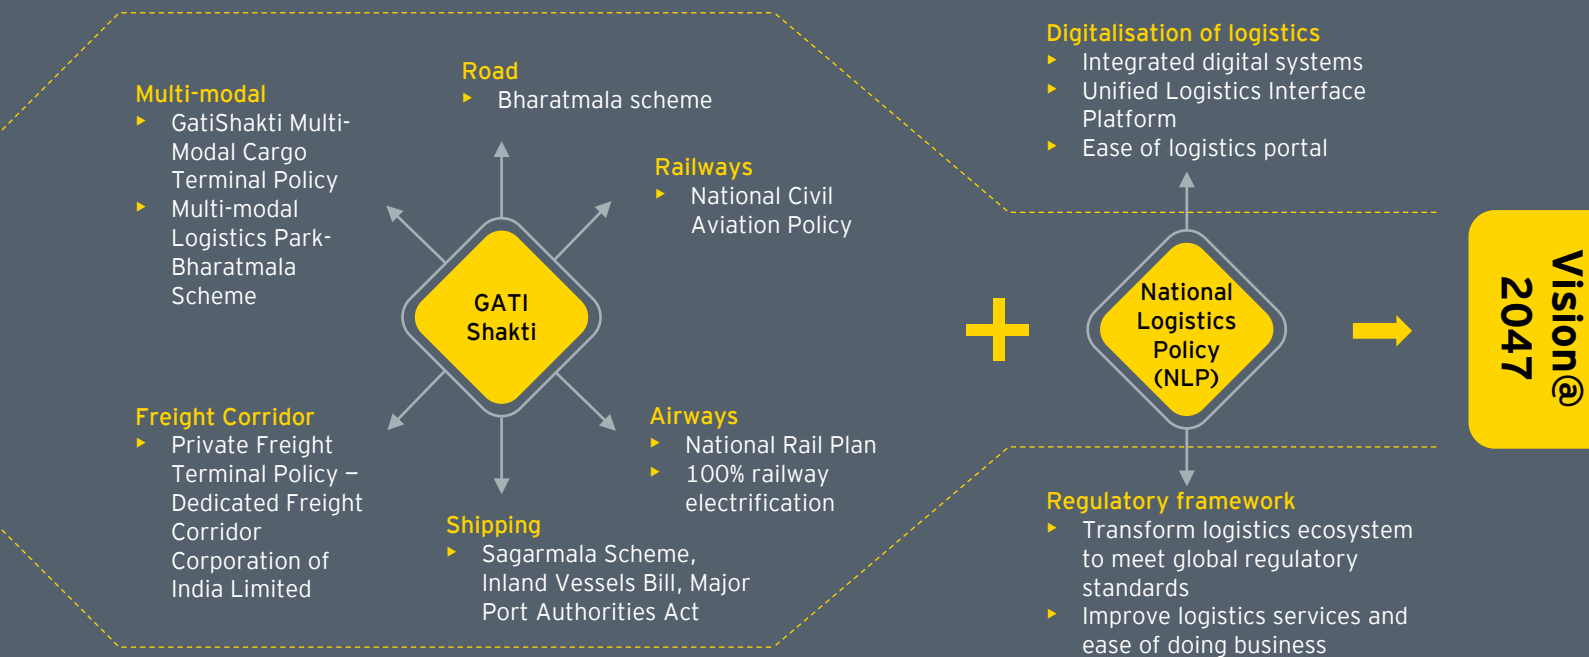 Multi-modal
▸ GatiShakti Multi-
Modal Cargo
Terminal Policy
▸ Multi-modal
Logistics Park-
Bharatmala
Scheme
Road
▸ Bharatmala scheme
Railways
▸ National Civil
Aviation Policy
GATI
Shakti
Freight Corridor
▸ Private Freight
Terminal Policy –
Dedicated Freight
Corridor
Corporation of
India Limited
Shipping
▸ Sagarmala Scheme,
Inland Vessels Bill, Major
Port Authorities Act
Airways
▸ National Rail Plan
▸ 100% railway
electrification
+
Digitalisation of logistics
▸ Integrated digital systems
▸ Unified Logistics Interface
Platform
▸ Ease of logistics portal
National
Logistics
Policy
(NLP)
Regulatory framework
▸ Transform logistics ecosystem
to meet global regulatory
standards
▸ Improve logistics services and
ease of doing business
Vision@
2047